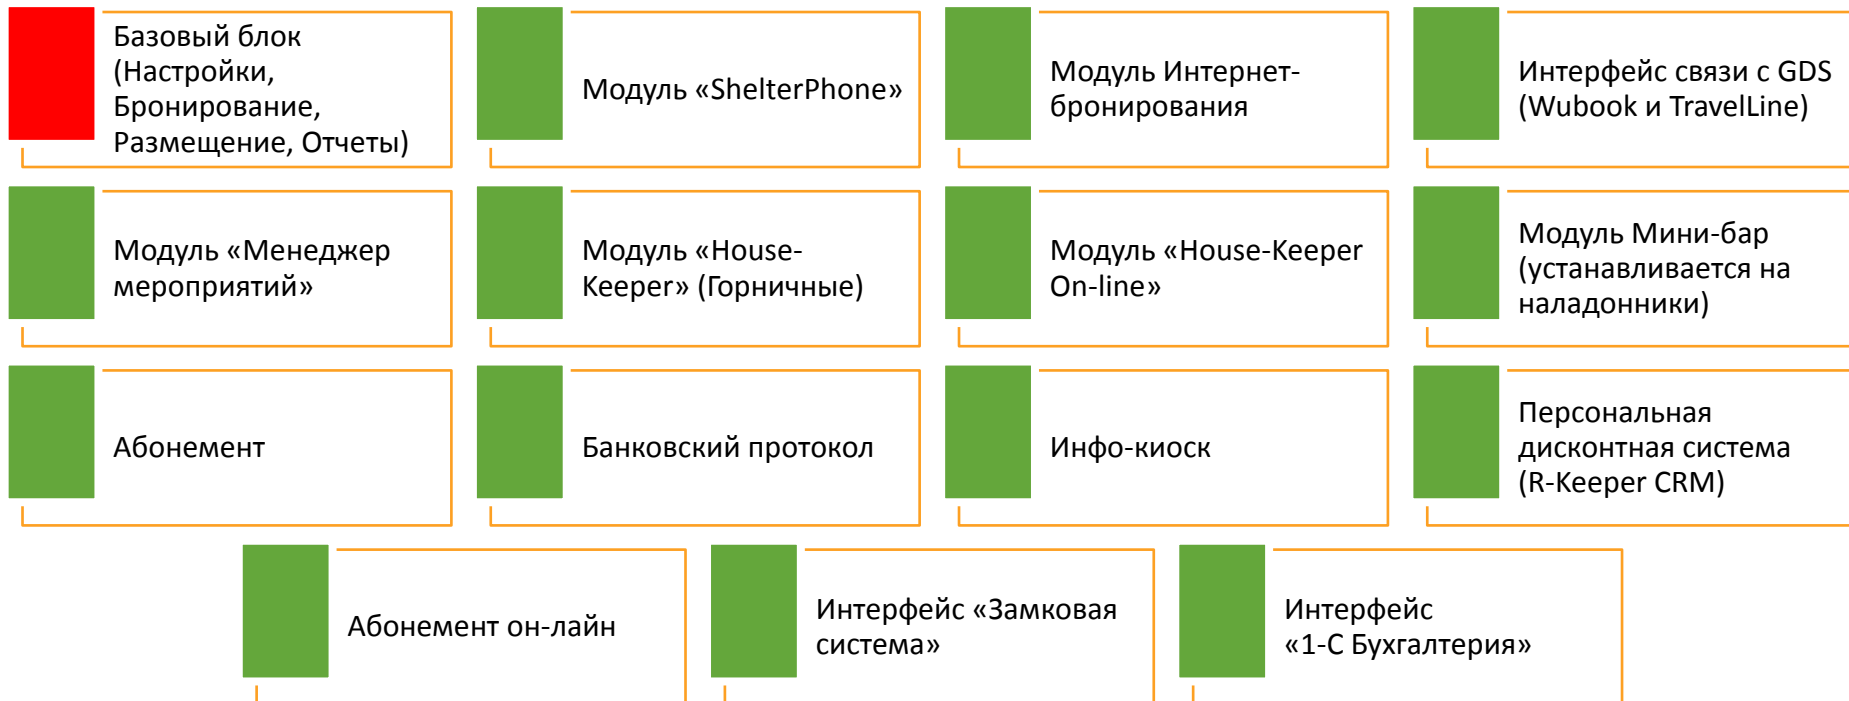 Базовый блок
(Настройки,
Бронирование,
Размещение, Отчеты)
Модуль «ShelterPhone»
Модуль Интернет-
бронирования
Интерфейс связи с GDS
(Wubook и TravelLine)
Модуль «Менеджер
мероприятий»
Модуль «House-
Keeper» (Горничные)
Модуль «House-Keeper
On-line»
Модуль Мини-бар
(устанавливается на
наладонники)
Абонемент
Банковский протокол
Инфо-киоск
Персональная
дисконтная система
(R-Keeper CRM)
Абонемент он-лайн
Интерфейс «Замковая
система»
Интерфейс
«1-С Бухгалтерия»